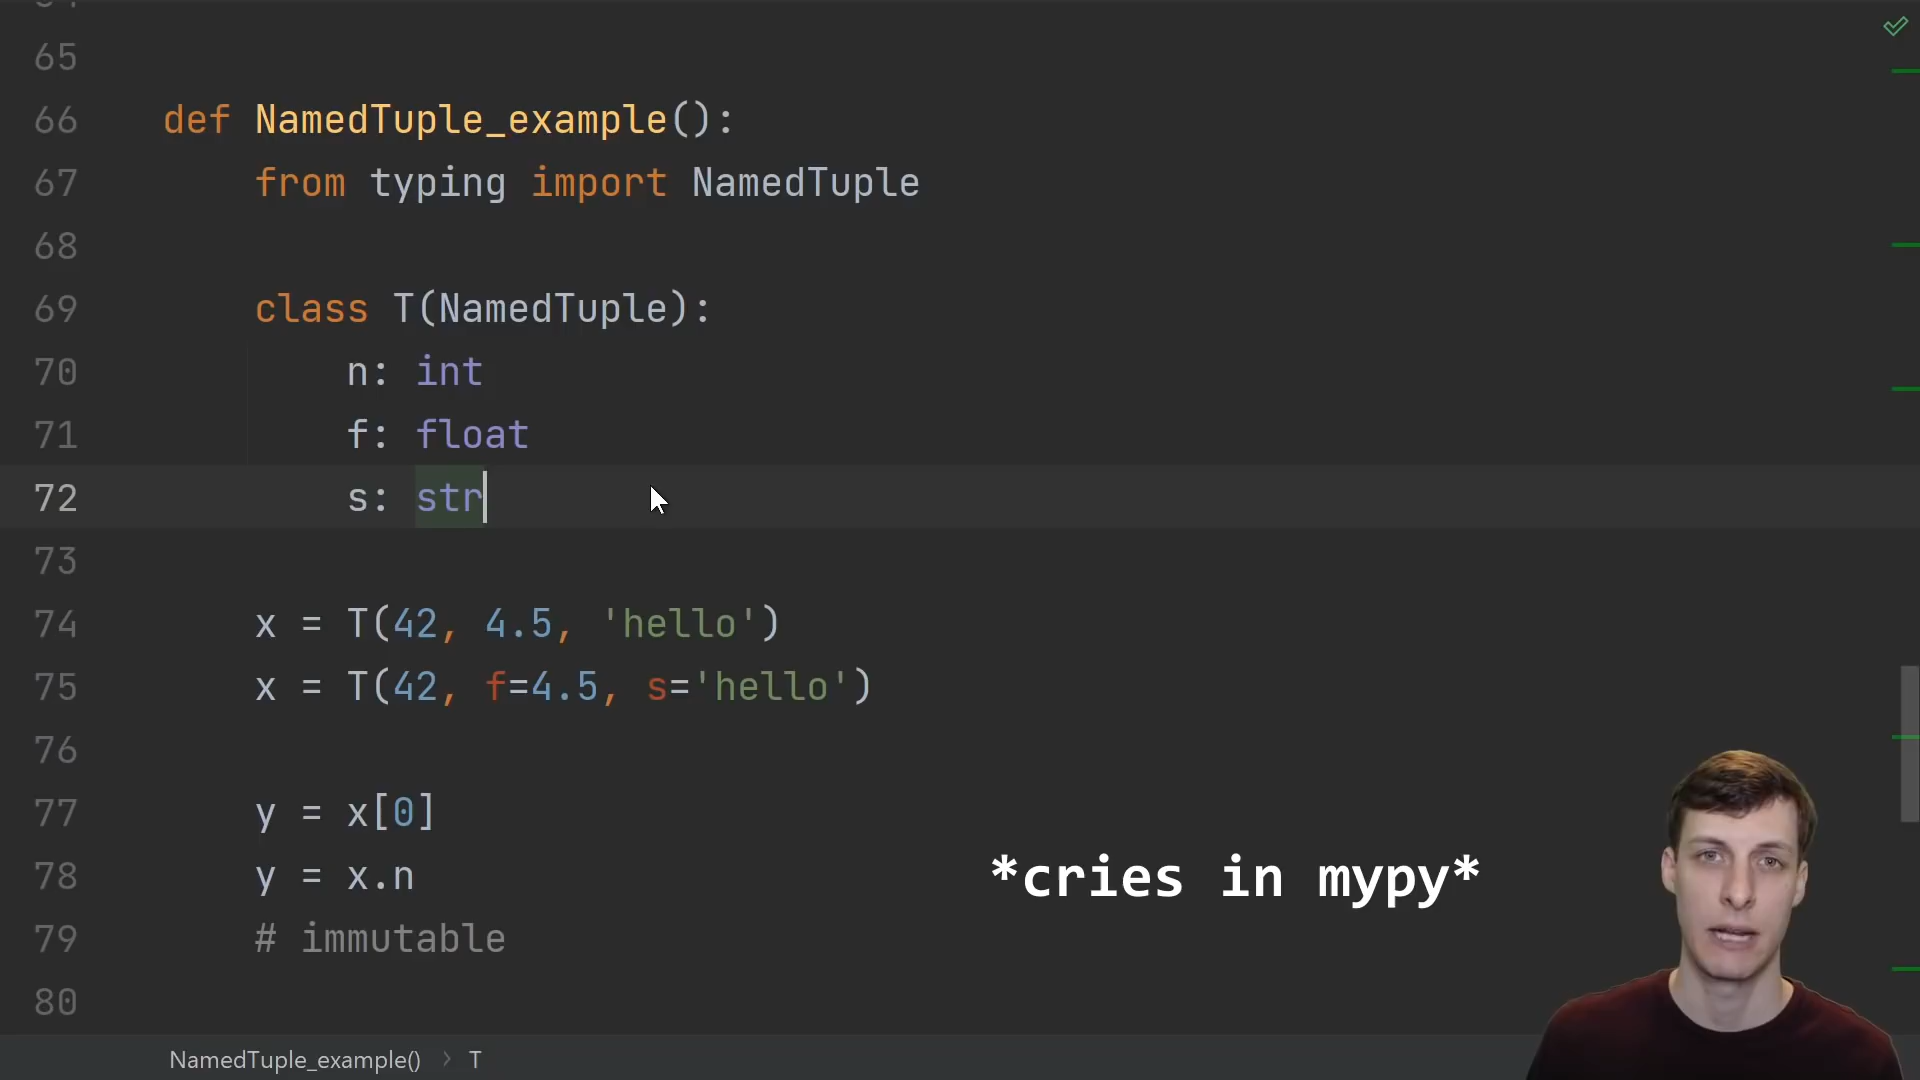 65
66 def NamedTuple_example():
67 from typing import NamedTuple
68
69 class T(NamedTuple):
70 n: int
71 f: float
72 s: str
73
74 x = T(42, 4.5, 'hello')
75 x = T(42, f=4.5, s='hello')
76
77 y = x[0]
78 y = x.n
*cries in mypy*
79 # immutable
80
NamedTuple_example() > T